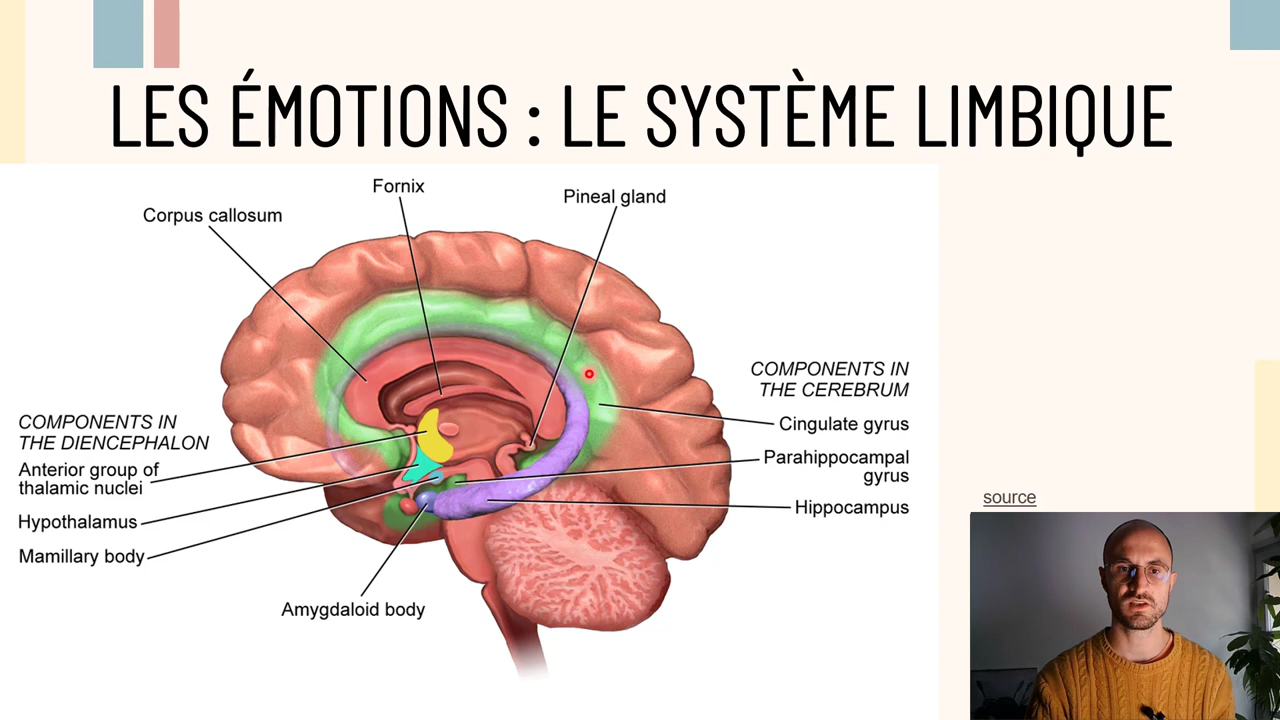 LES ÉMOTIONS : LE SYSTÈME LIMBIQUE
Fornix
Pineal gland
Corpus callosum
COMPONENTS IN
THE CEREBRUM
Cingulate gyrus
Parahippocampal
gyrus
Hippocampus
COMPONENTS IN
THE DIENCEPHALON
Anterior group of
thalamic nuclei
Hypothalamus
Mamillary body
Amygdaloid body
source